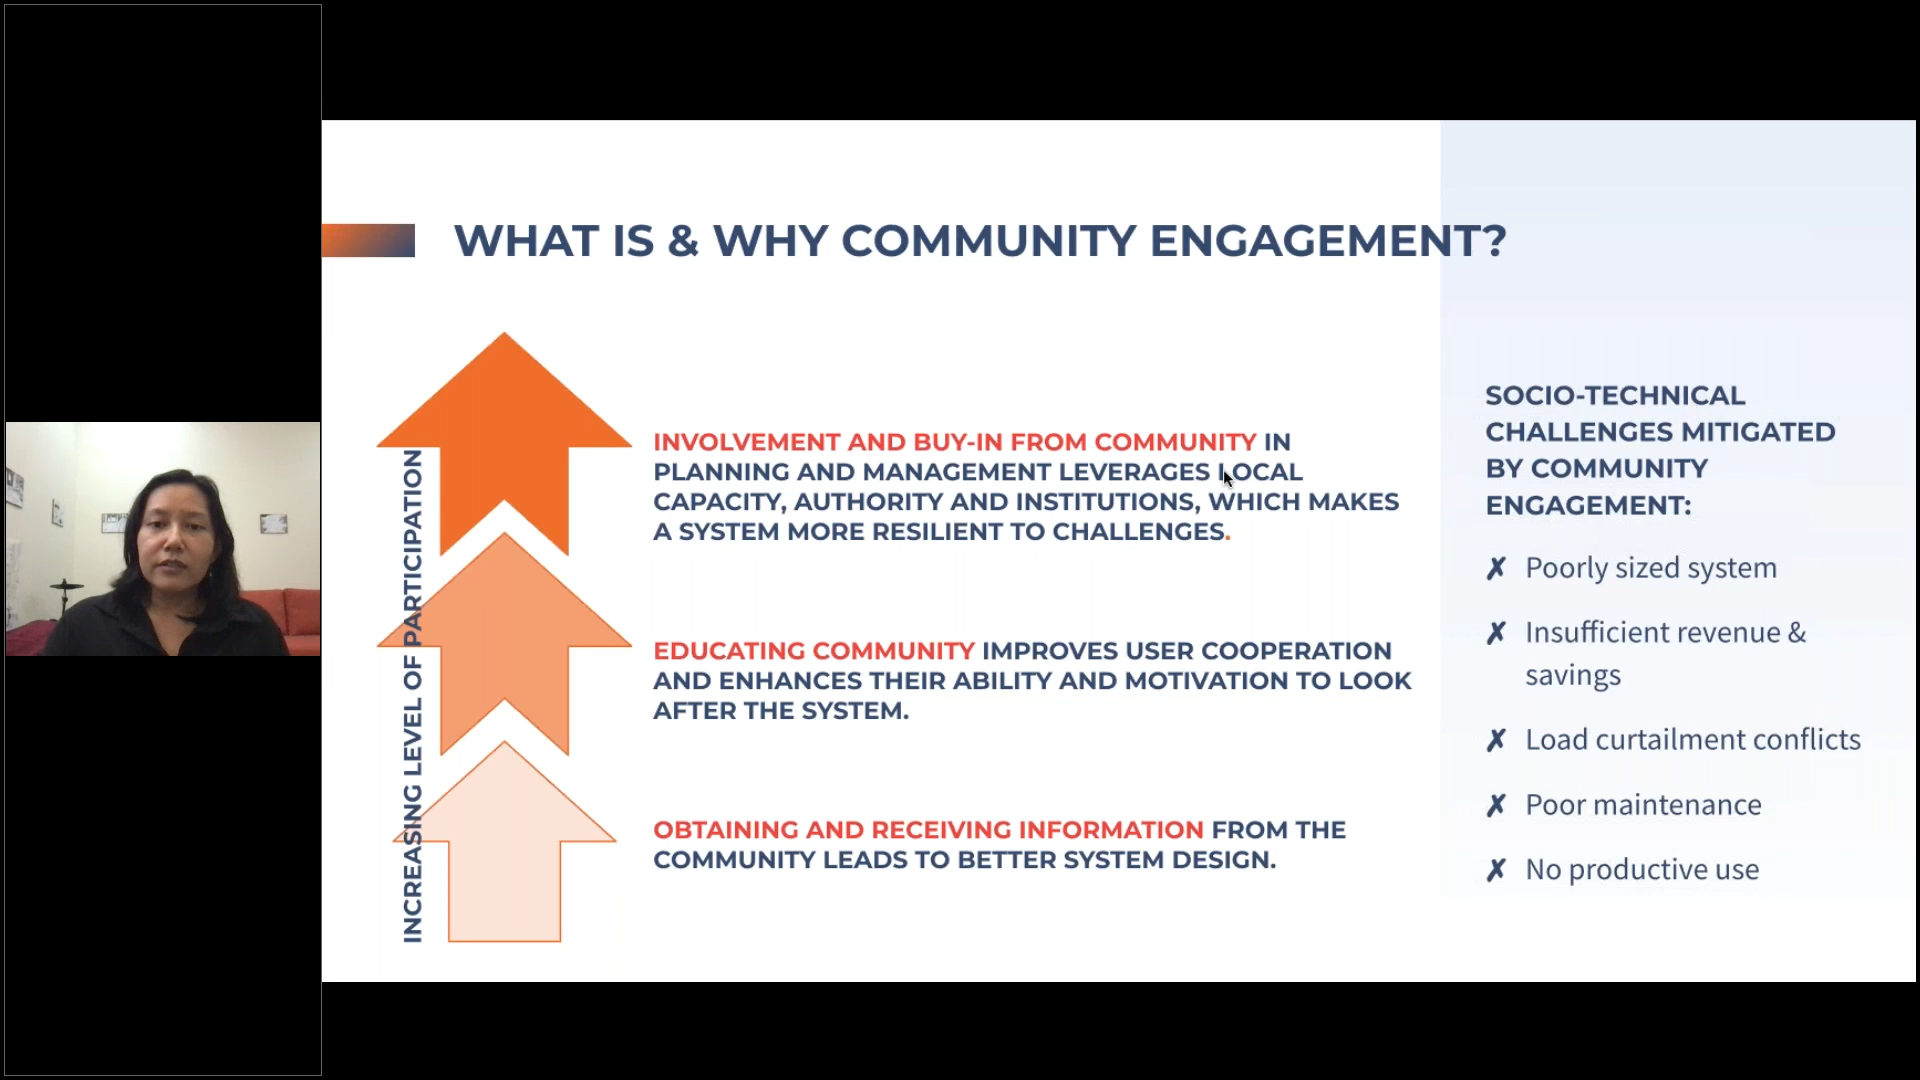 WHAT IS & WHY COMMUNITY ENGAGEMENT?
INCREASING LEVEL OF PARTICIPATION
INVOLVEMENT AND BUY-IN FROM COMMUNITY IN
PLANNING AND MANAGEMENT LEVERAGES LOCAL
CAPACITY, AUTHORITY AND INSTITUTIONS, WHICH MAKES
A SYSTEM MORE RESILIENT TO CHALLENGES.
EDUCATING COMMUNITY IMPROVES USER COOPERATION
AND ENHANCES THEIR ABILITY AND MOTIVATION TO LOOK
AFTER THE SYSTEM.
OBTAINING AND RECEIVING INFORMATION FROM THE
COMMUNITY LEADS TO BETTER SYSTEM DESIGN.
SOCIO-TECHNICAL
CHALLENGES MITIGATED
BY COMMUNITY
ENGAGEMENT:
✗ Poorly sized system
✗ Insufficient revenue &
savings
✗ Load curtailment conflicts
✗ Poor maintenance
✗ No productive use